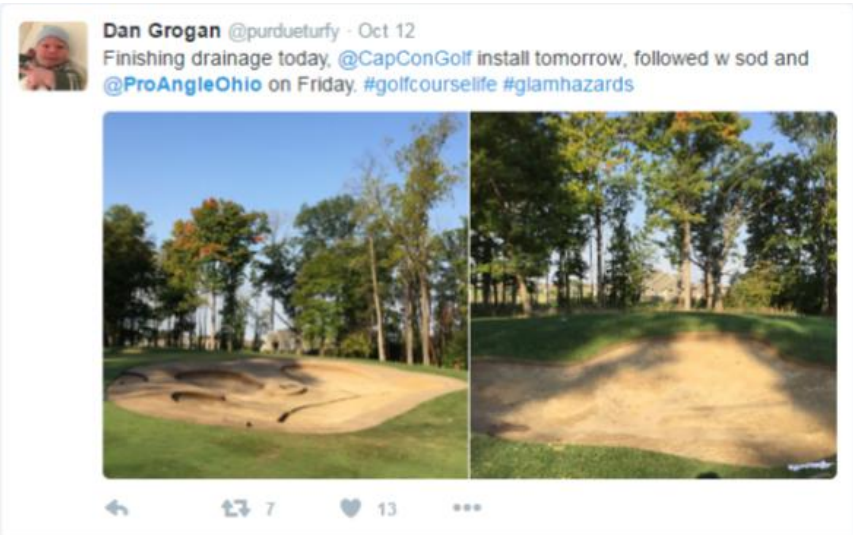 Dan Grogan @purdueturfy · Oct 12
Finishing drainage today, @CapConGolf install tomorrow, followed w sod and
@ProAngleOhio on Friday. #golfcourselife #glamhazards
7 13